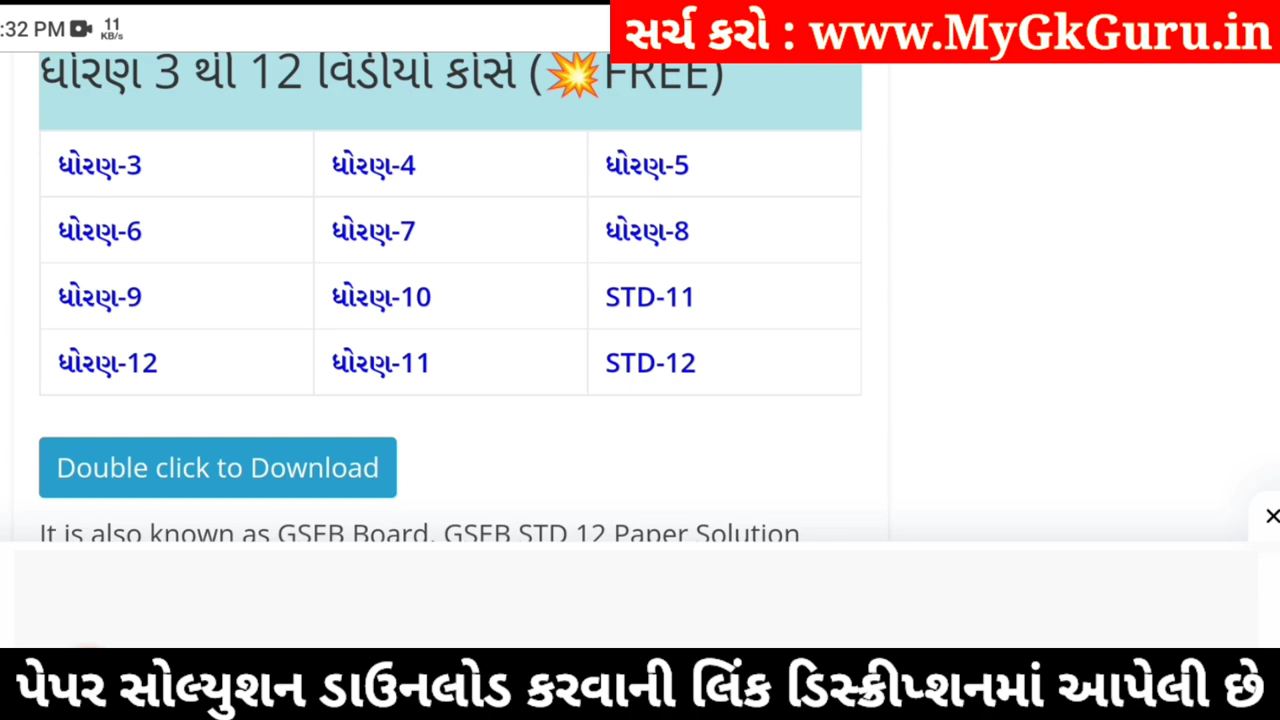 :32 PM 11 KB/s
સર્ચ કરો : www.MyGkGuru.in
ધોરણ 3 થી 12 વિડીયો કોર્સ (💥FREE)
ધોરણ-3 ધોરણ-4 ધોરણ-5
ધોરણ-6 ધોરણ-7 ધોરણ-8
ધોરણ-9 ધોરણ-10 STD-11
ધોરણ-12 ધોરણ-11 STD-12
Double click to Download
It is also known as GSEB Board. GSEB STD 12 Paper Solution
પેપર સોલ્યુશન ડાઉનલોડ કરવાની લિંક ડિસ્ક્રીપ્શનમાં આપેલી છે